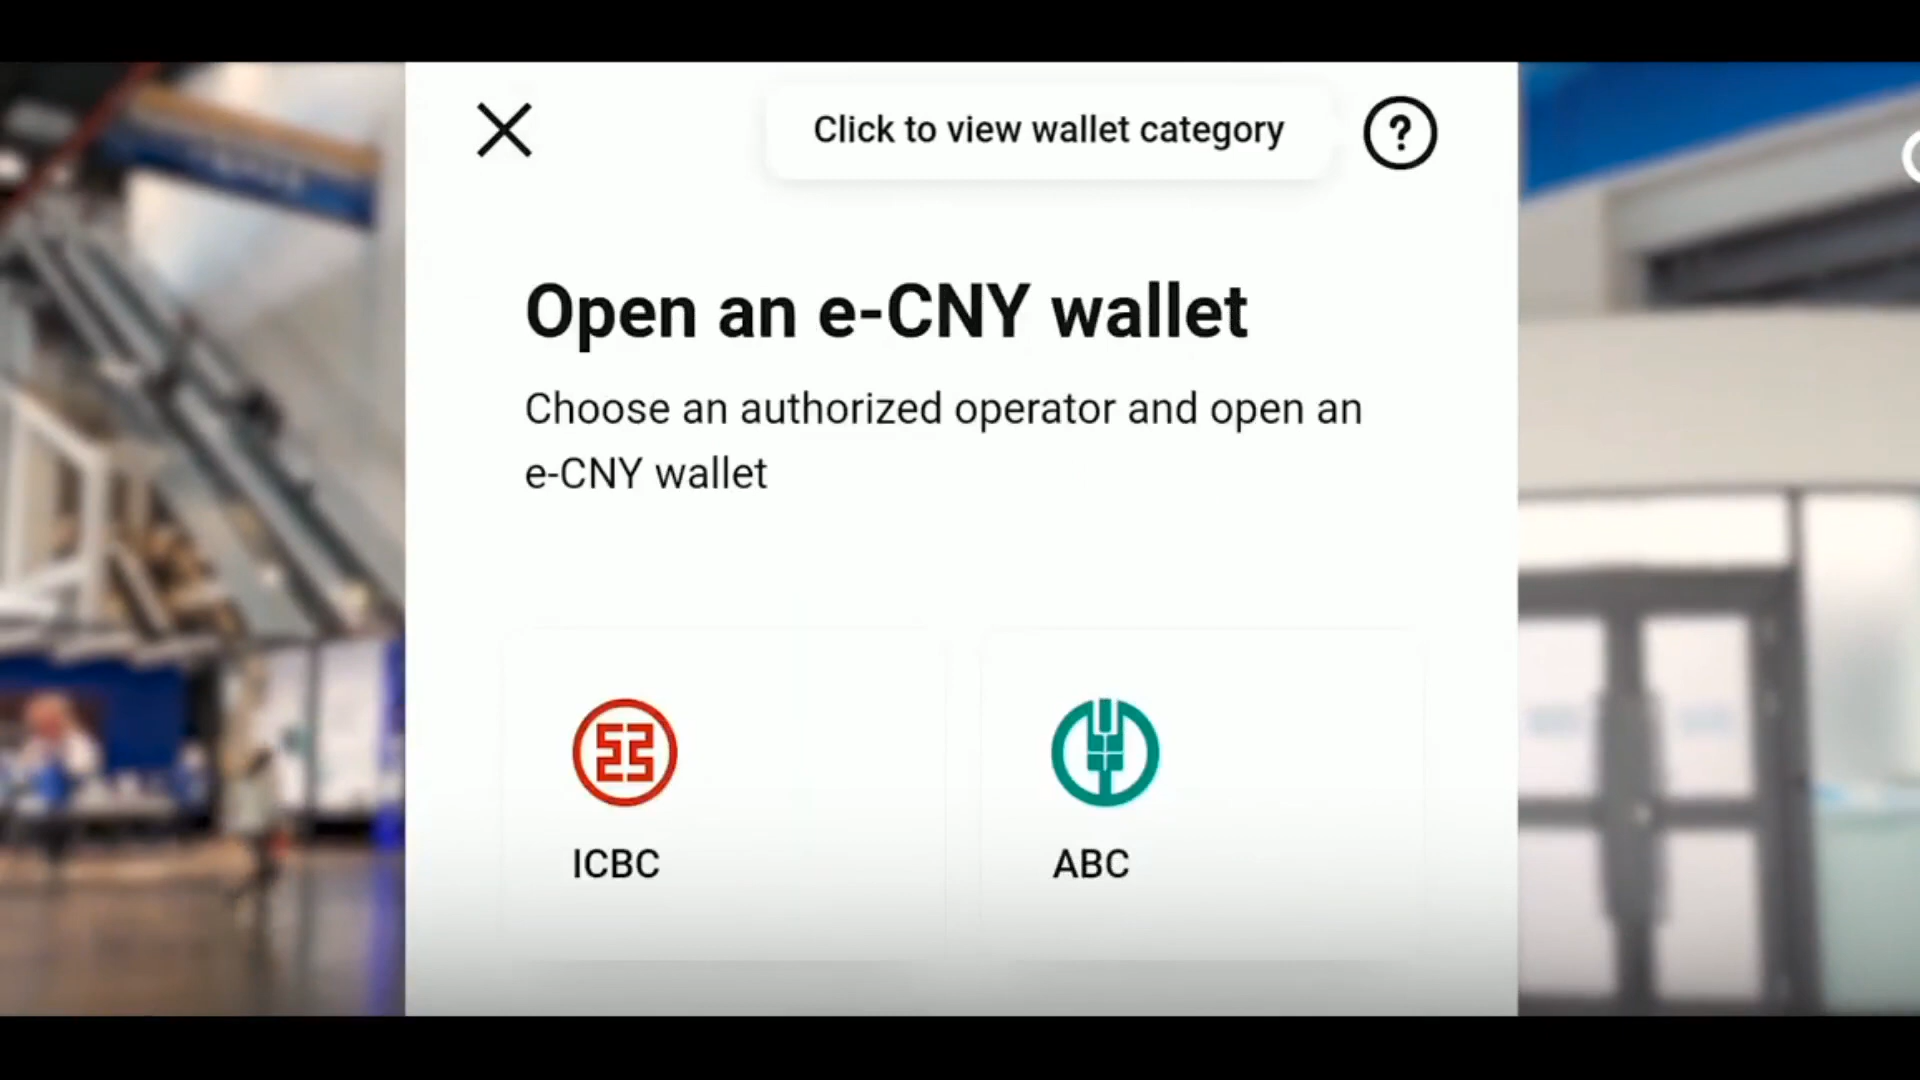 Click to view wallet category
?
Open an e-CNY wallet
Choose an authorized operator and open an
e-CNY wallet
ICBC
ABC